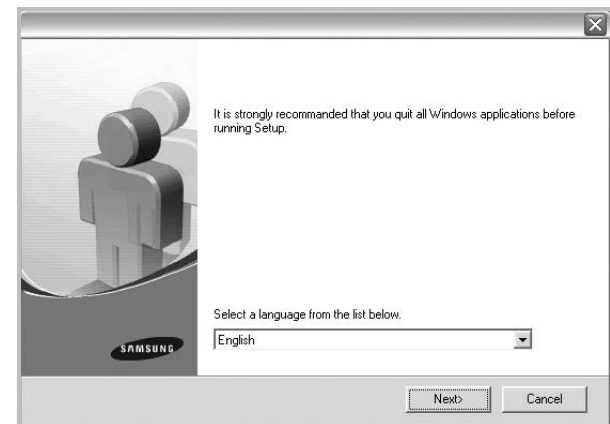 It is strongly recommanded that you quit all Windows applications before
running Setup.
Select a language from the list below.
English
SAMSUNG
Next>
Cancel